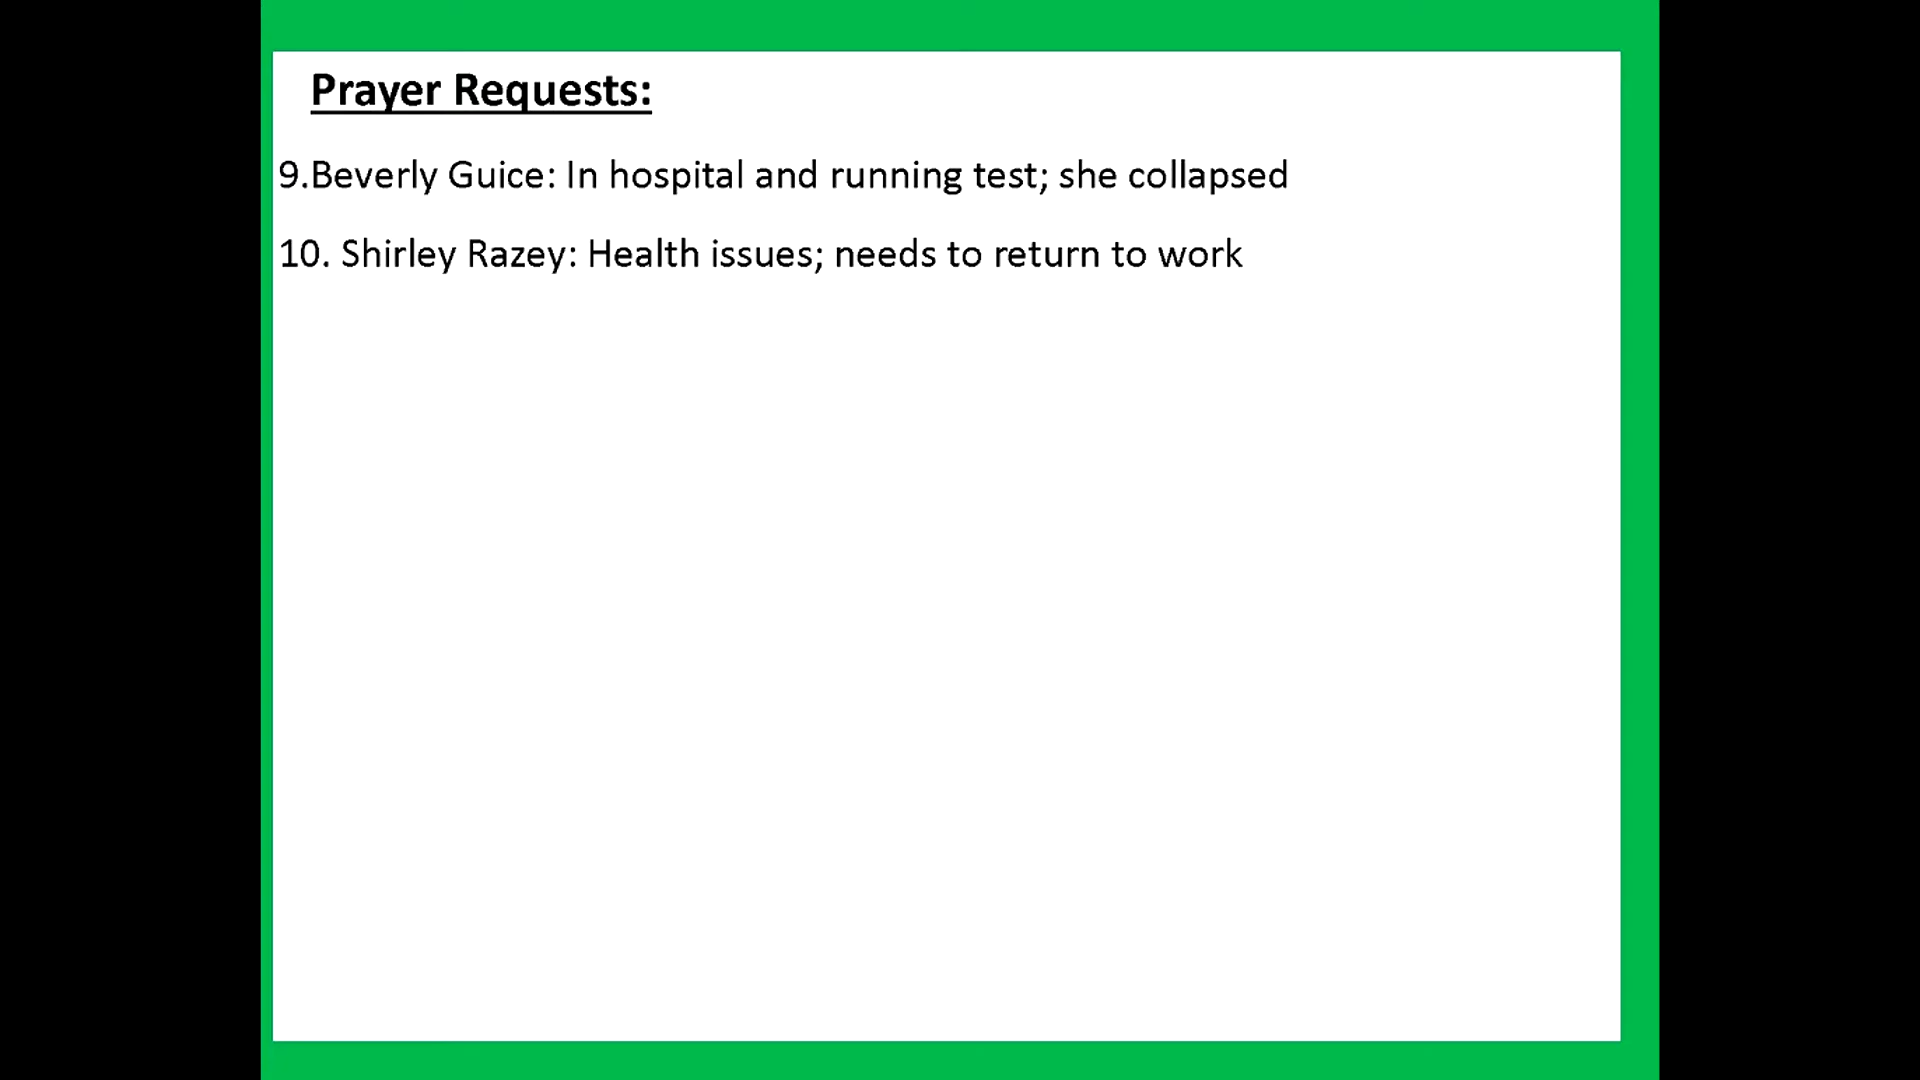 Prayer Requests:
9.Beverly Guice: In hospital and running test; she collapsed
10. Shirley Razey: Health issues; needs to return to work